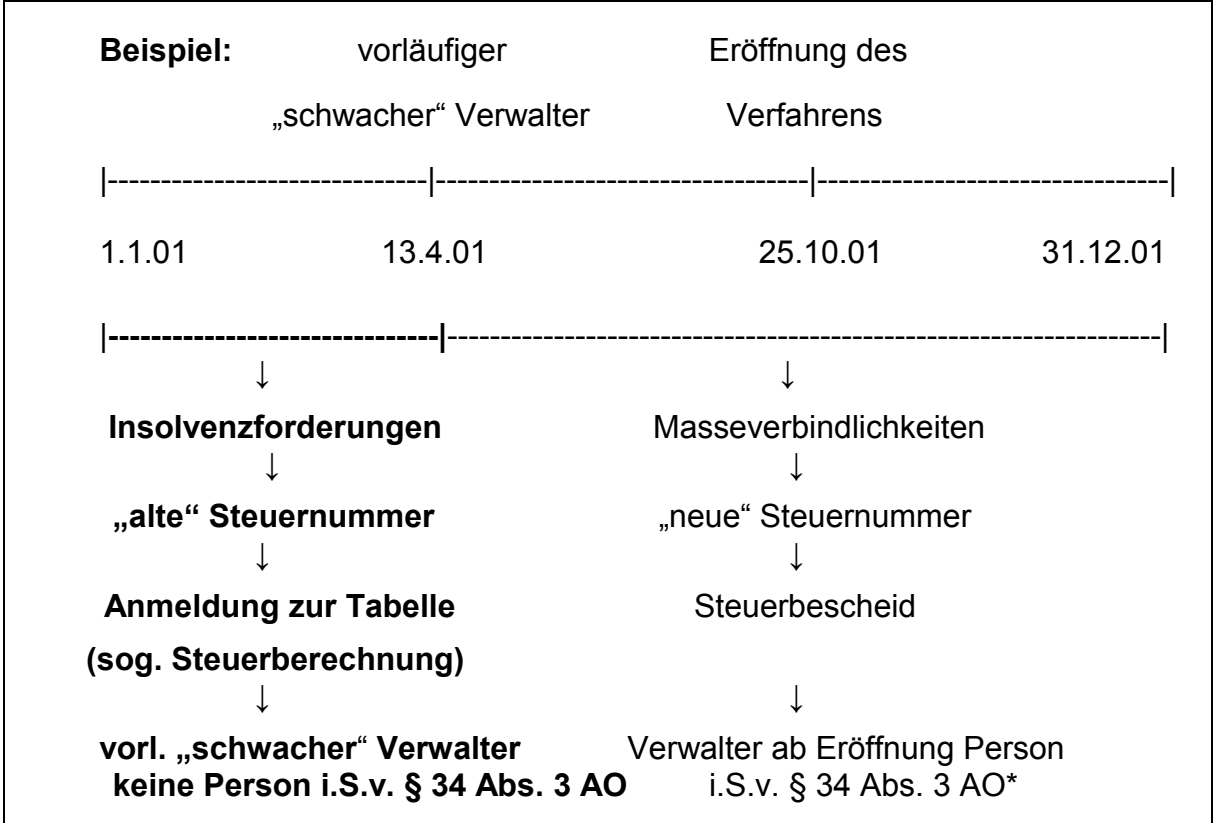 Beispiel: vorläufiger Eröffnung des
„schwacher“ Verwalter Verfahrens
|------------------------------|-----------------------------------|---------------------------------|
1.1.01 13.4.01 25.10.01 31.12.01
|-------------------------------|-------------------------------------------------------------------|
↓ ↓
Insolvenzforderungen Masseverbindlichkeiten
↓ ↓
„alte“ Steuernummer „neue“ Steuernummer
↓ ↓
Anmeldung zur Tabelle Steuerbescheid
(sog. Steuerberechnung)
↓ ↓
vorl. „schwacher“ Verwalter Verwalter ab Eröffnung Person
keine Person i.S.v. § 34 Abs. 3 AO i.S.v. § 34 Abs. 3 AO*